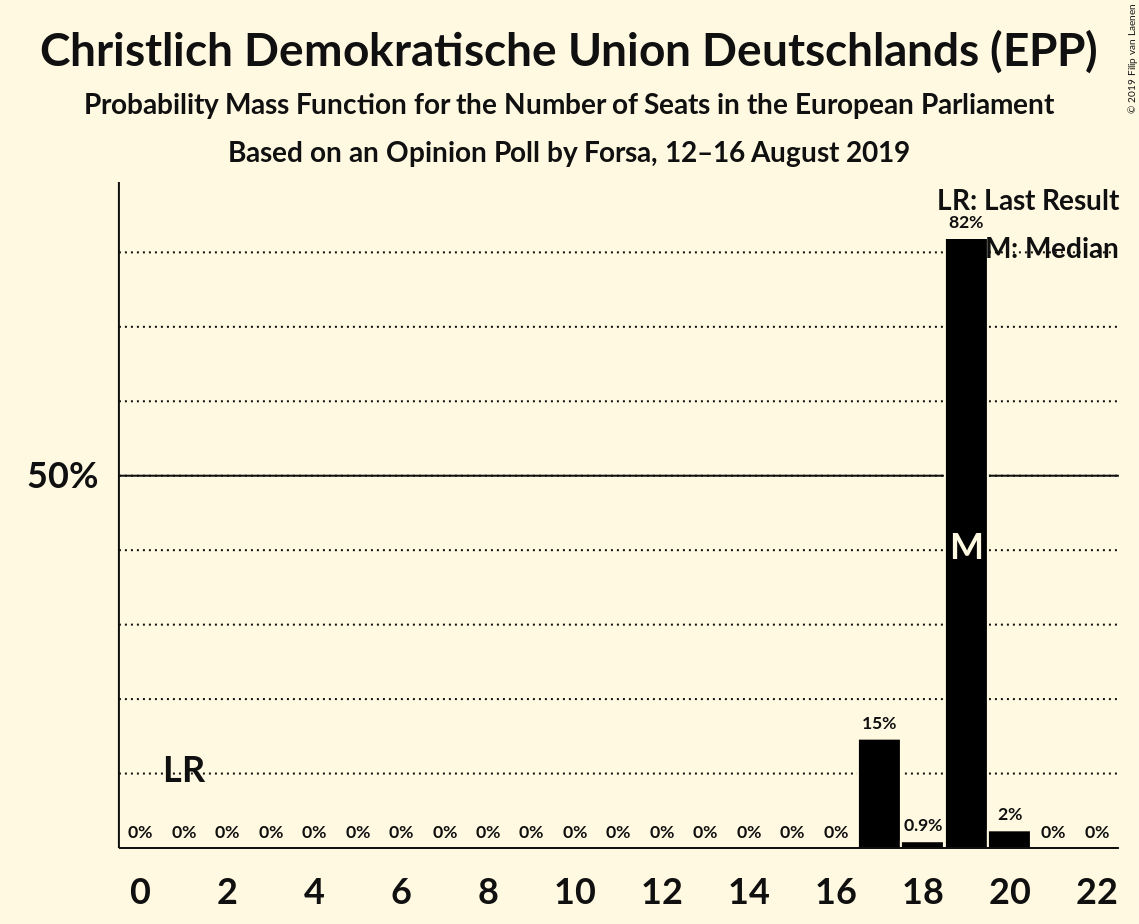 Christlich Demokratische Union Deutschlands (EPP)
Probability Mass Function for the Number of Seats in the European Parliament
Based on an Opinion Poll by Forsa, 12–16 August 2019
© 2019 Filip van Laenen
LR: Last Result
M: Median
82%
50%
M
15%
LR
0% 0% 0% 0% 0% 0% 0% 0% 0% 0% 0% 0% 0% 0% 0% 0% 0% 0.9% 2% 0% 0%
0 2 4 6 8 10 12 14 16 18 20 22